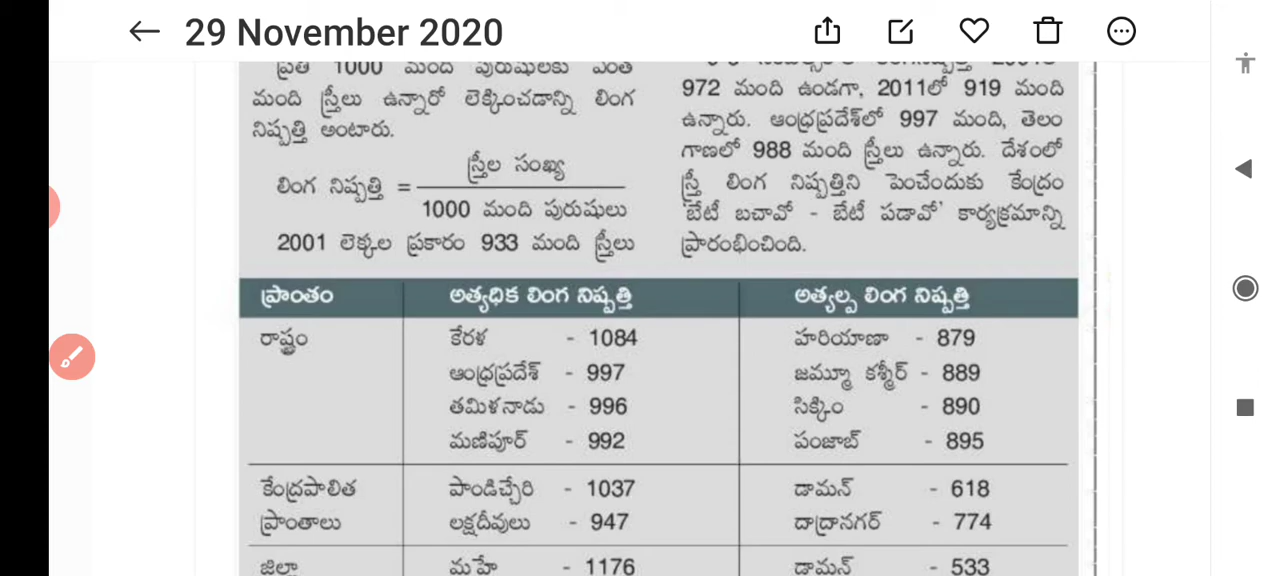 29 November 2020
ప్రతి 1000 మంది పురుషులకు ఎంత
మంది స్త్రీలు ఉన్నారో లెక్కించడాన్ని లింగ
నిష్పత్తి అంటారు.
లింగ నిష్పత్తి = స్త్రీల సంఖ్య
1000 మంది పురుషులు
2001 లెక్కల ప్రకారం 933 మంది స్త్రీలు
972 మంది ఉండగా, 2011లో 919 మంది
ఉన్నారు. ఆంధ్రప్రదేశ్‌లో 997 మంది, తెలం
గాణలో 988 మంది స్త్రీలు ఉన్నారు. దేశంలో
స్త్రీ లింగ నిష్పత్తిని పెంచేందుకు కేంద్రం
'బేటీ బచావో - బేటీ పడావో' కార్యక్రమాన్ని
ప్రారంభించింది.
ప్రాంతం అత్యధిక లింగ నిష్పత్తి అత్యల్ప లింగ నిష్పత్తి
రాష్ట్రం కేరళ - 1084 హరియాణా - 879
ఆంధ్రప్రదేశ్ - 997 జమ్మూ కశ్మీర్ - 889
తమిళనాడు - 996 సిక్కిం - 890
మణిపూర్ - 992 పంజాబ్ - 895
కేంద్రపాలిత పాండిచ్చేరి - 1037 డామన్ - 618
ప్రాంతాలు లక్షదీవులు - 947 దాద్రానగర్ - 774
జిల్లా మహే - 1176 డామన్ - 533